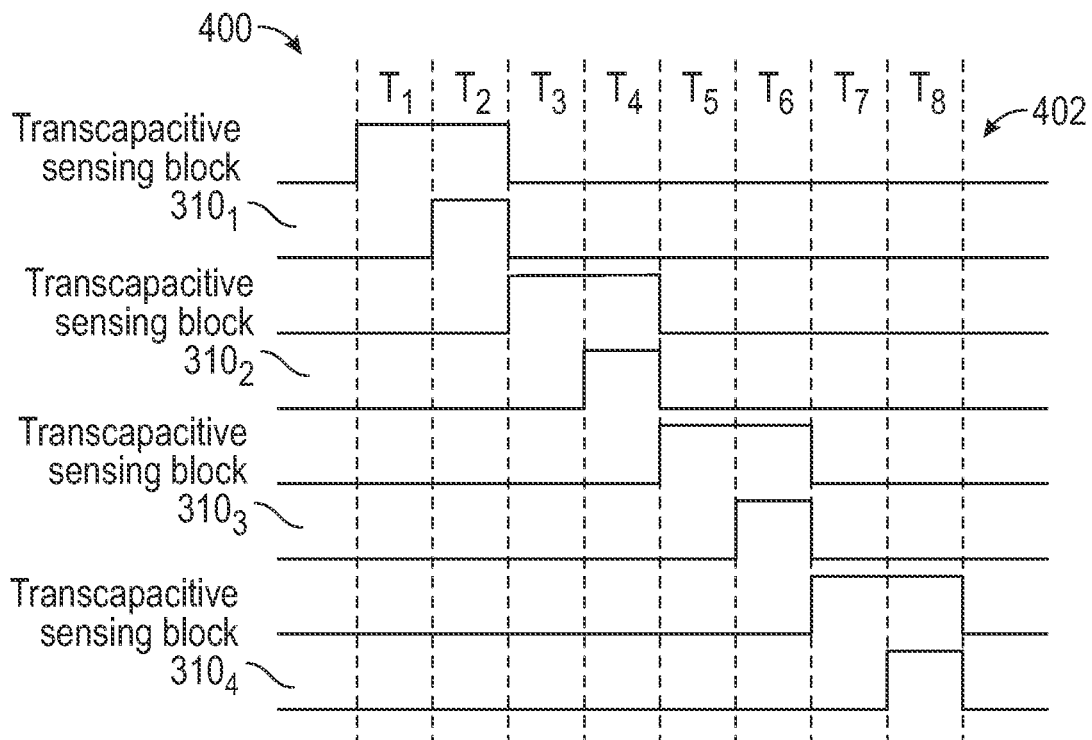 400
T₁ T₂ T₃ T₄ T₅ T₆ T₇ T₈
402
Transcapacitive
sensing block
310₁
Transcapacitive
sensing block
310₂
Transcapacitive
sensing block
310₃
Transcapacitive
sensing block
310₄